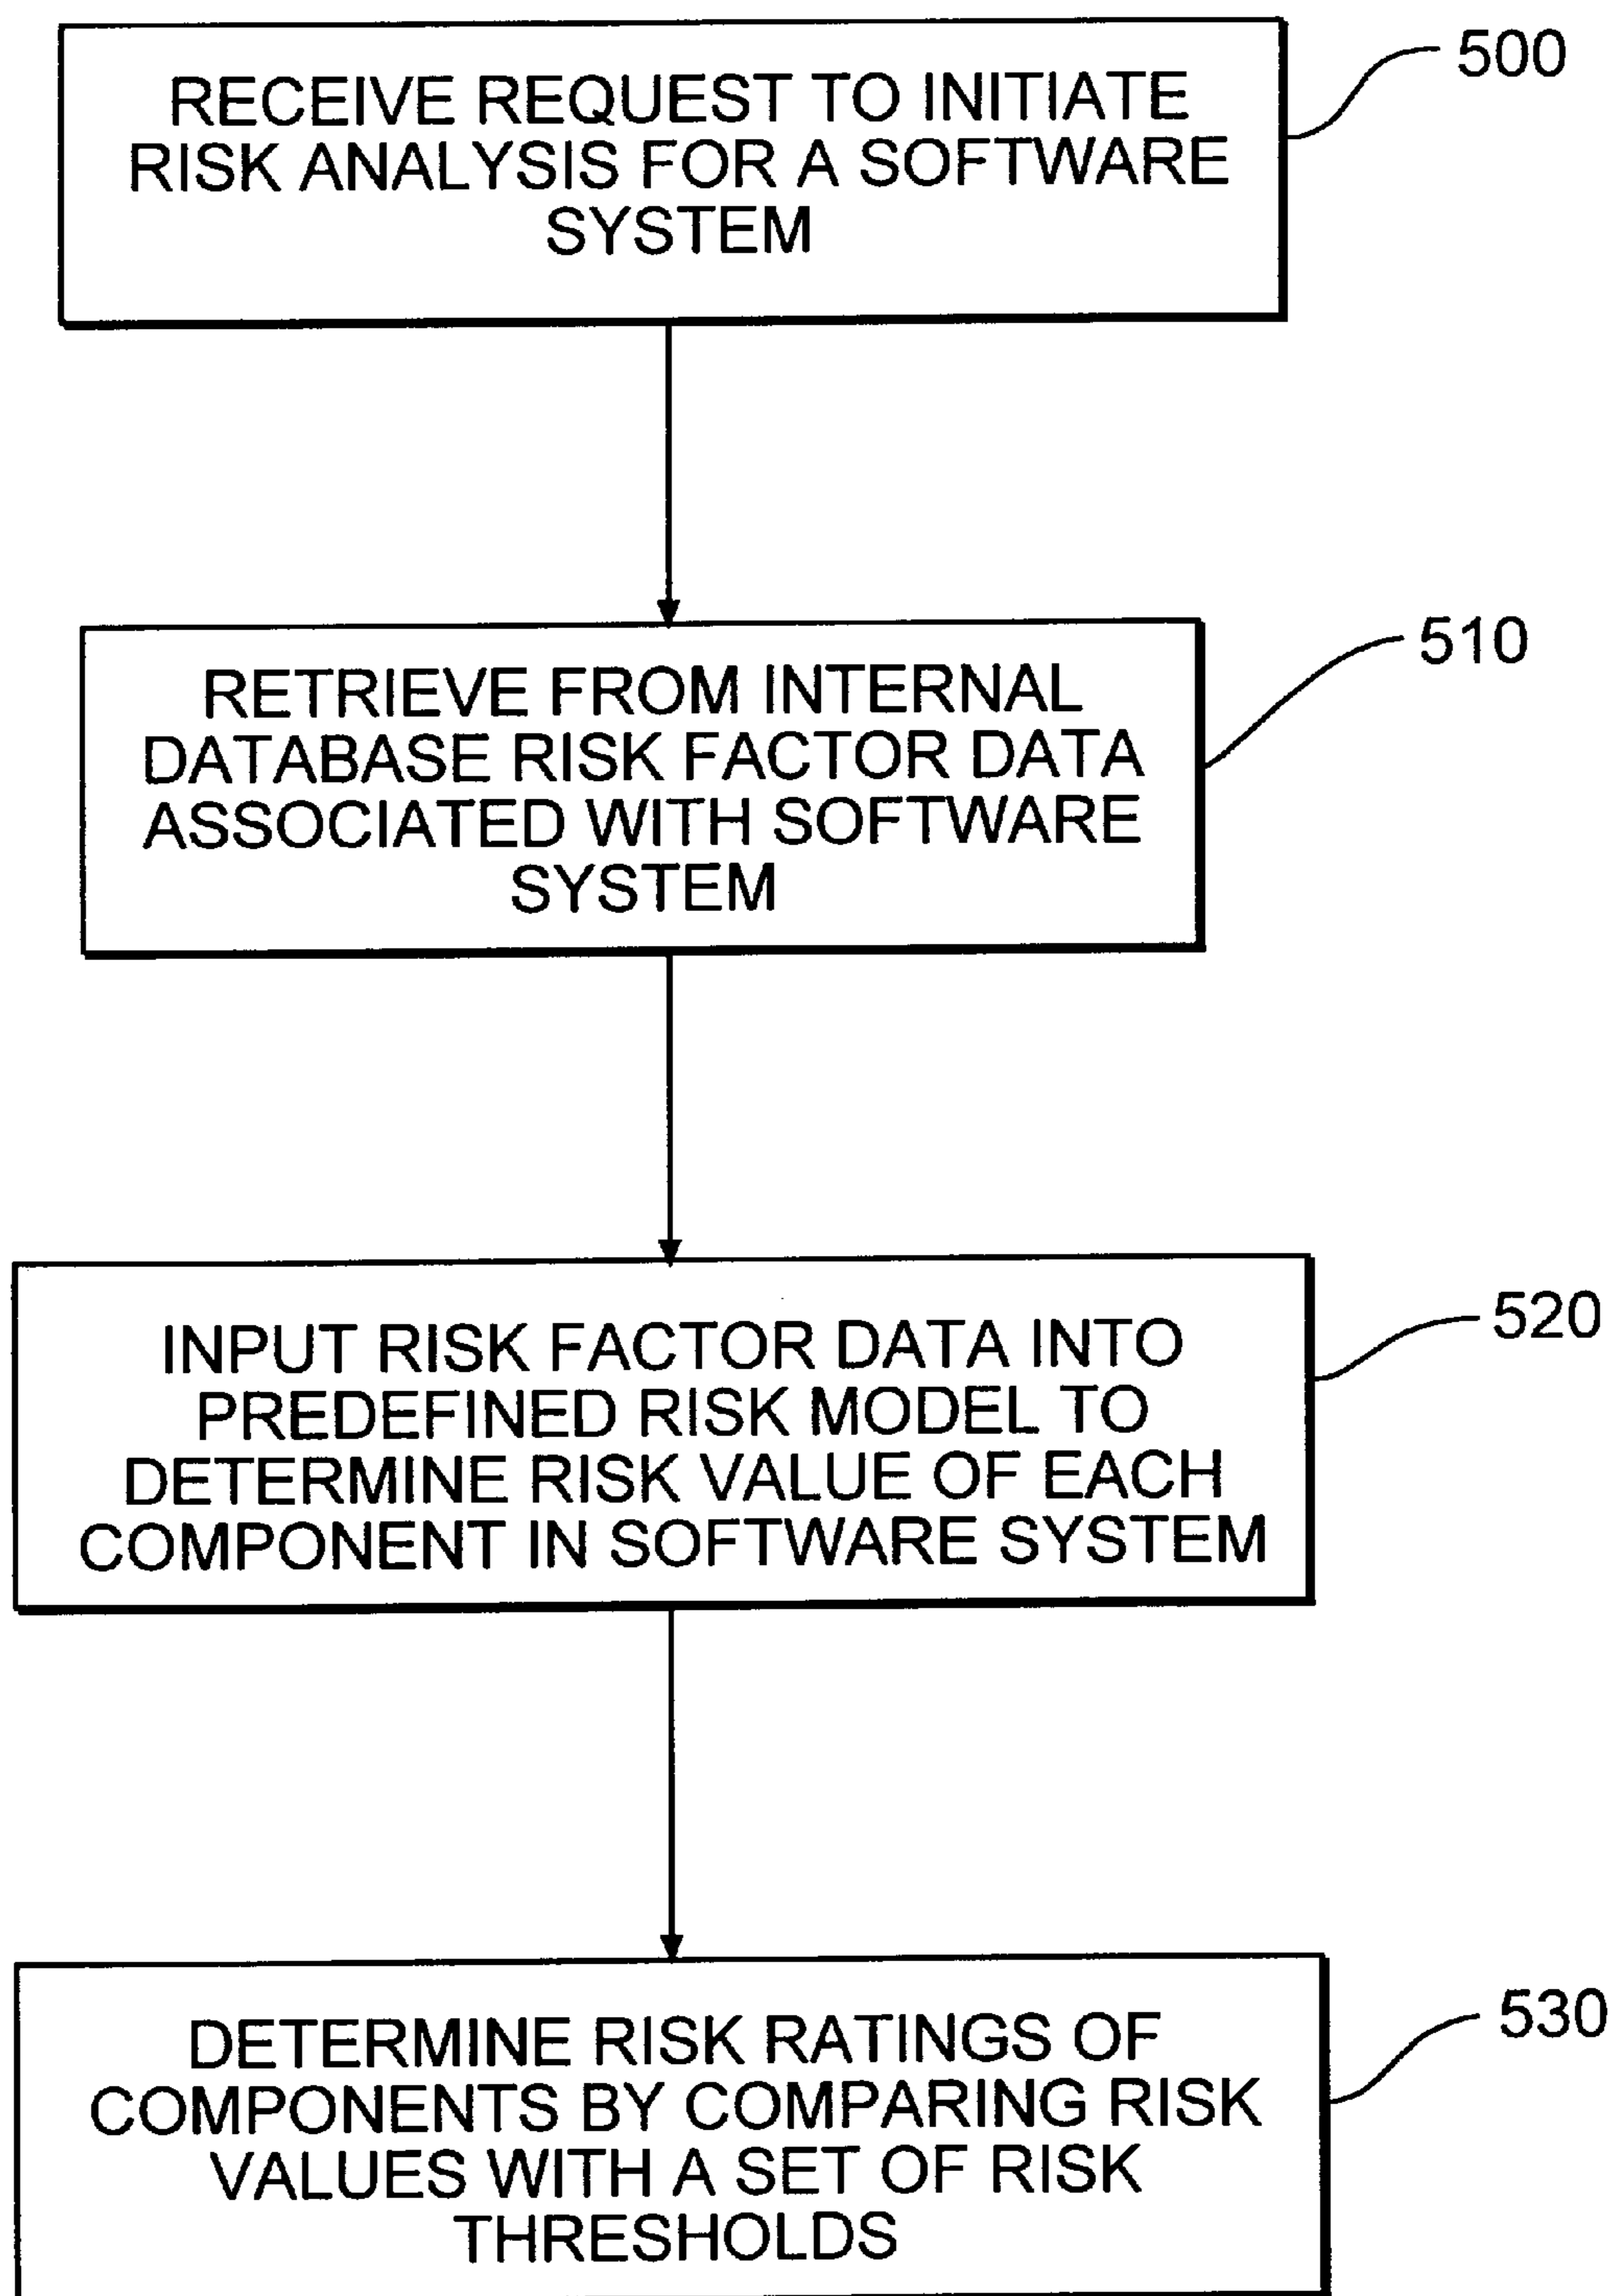 RECEIVE REQUEST TO INITIATE
RISK ANALYSIS FOR A SOFTWARE
SYSTEM
500
RETRIEVE FROM INTERNAL
DATABASE RISK FACTOR DATA
ASSOCIATED WITH SOFTWARE
SYSTEM
510
INPUT RISK FACTOR DATA INTO
PREDEFINED RISK MODEL TO
DETERMINE RISK VALUE OF EACH
COMPONENT IN SOFTWARE SYSTEM
520
DETERMINE RISK RATINGS OF
COMPONENTS BY COMPARING RISK
VALUES WITH A SET OF RISK
THRESHOLDS
530